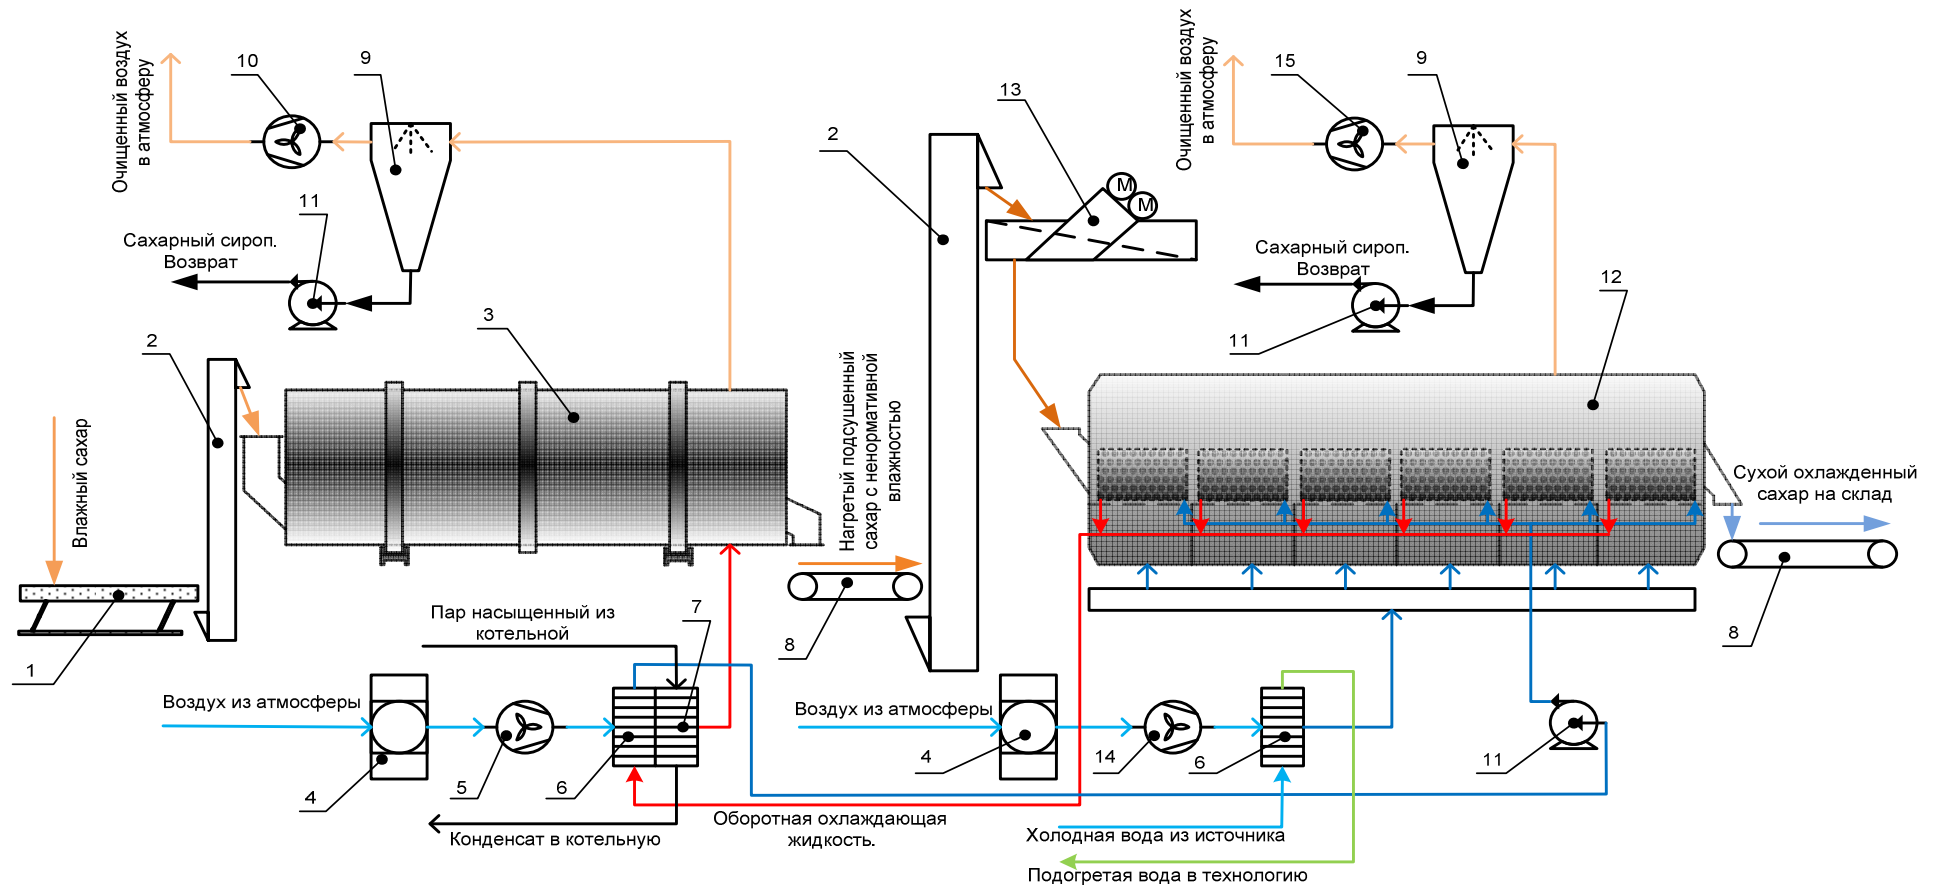 Очищенный воздух
в атмосферу
10
9
11
Сахарный сироп.
Возврат
2
3
Влажный сахар
1
Нагретый подсушенный
сахар с ненормативной
влажностью
2
13
M
M
Очищенный воздух
в атмосферу
15
9
Сахарный сироп.
Возврат
11
12
Сухой охлажденный
сахар на склад
8
8
Пар насыщенный из
котельной
7
Воздух из атмосферы
4
5
6
Конденсат в котельную
Оборотная охлаждающая
жидкость.
Воздух из атмосферы
4
14
6
11
Холодная вода из источника
Подогретая вода в технологию